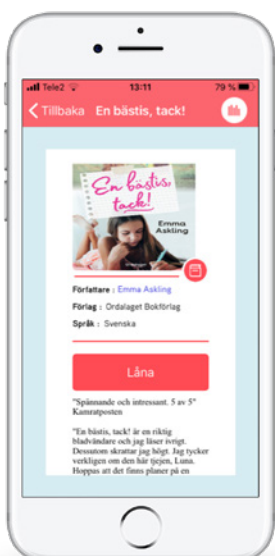 Tele2 13:11 79 %
Tillbaka En bästis, tack!
En bästis,
tack!
Emma
Askling
Författare : Emma Askling
Förlag : Ordalaget Bokförlag
Språk : Svenska
Låna
"Spännande och intressant. 5 av 5"
Kamratposten
"En bästis, tack! är en riktig
bladvändare och jag läser ivrigt.
Dessutom skrattar jag högt. Jag tycker
verkligen om den här tjejen, Luna.
Hoppas att det finns planer på en